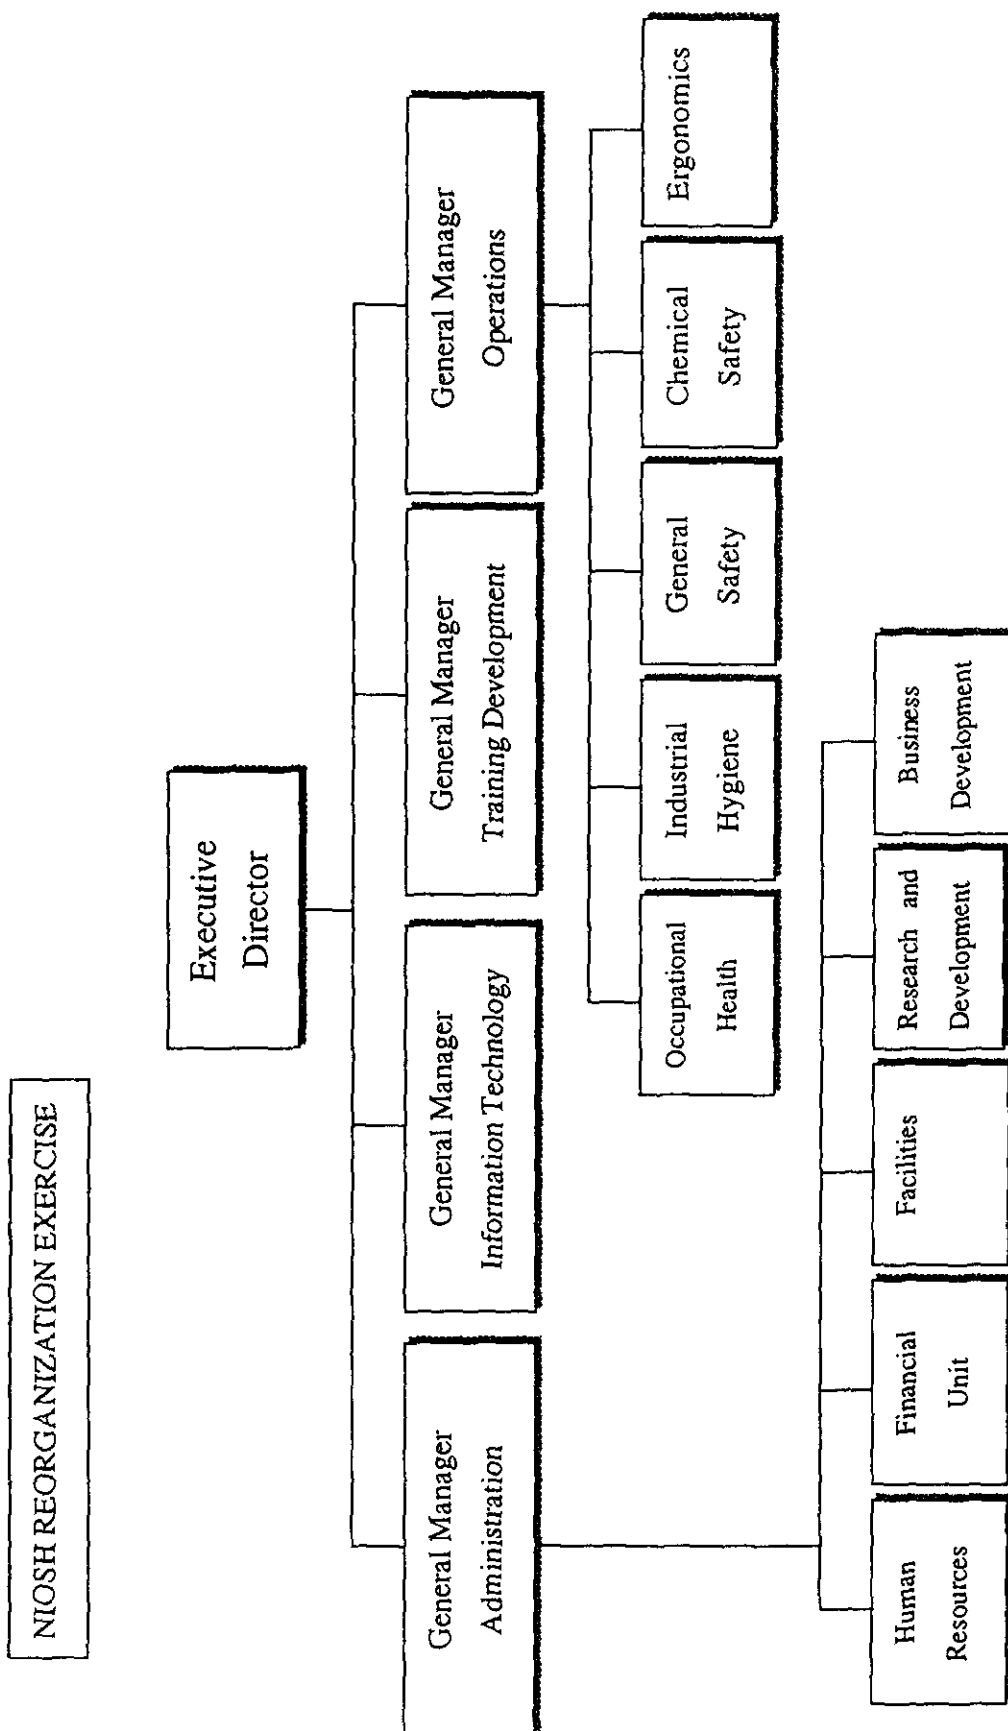 NIOSH REORGANIZATION EXERCISE
Executive
Director
General Manager
Administration
General Manager
Information Technology
General Manager
Training Development
General Manager
Operations
Occupational
Health
Industrial
Hygiene
General
Safety
Chemical
Safety
Ergonomics
Human
Resources
Financial
Unit
Facilities
Research and
Development
Business
Development